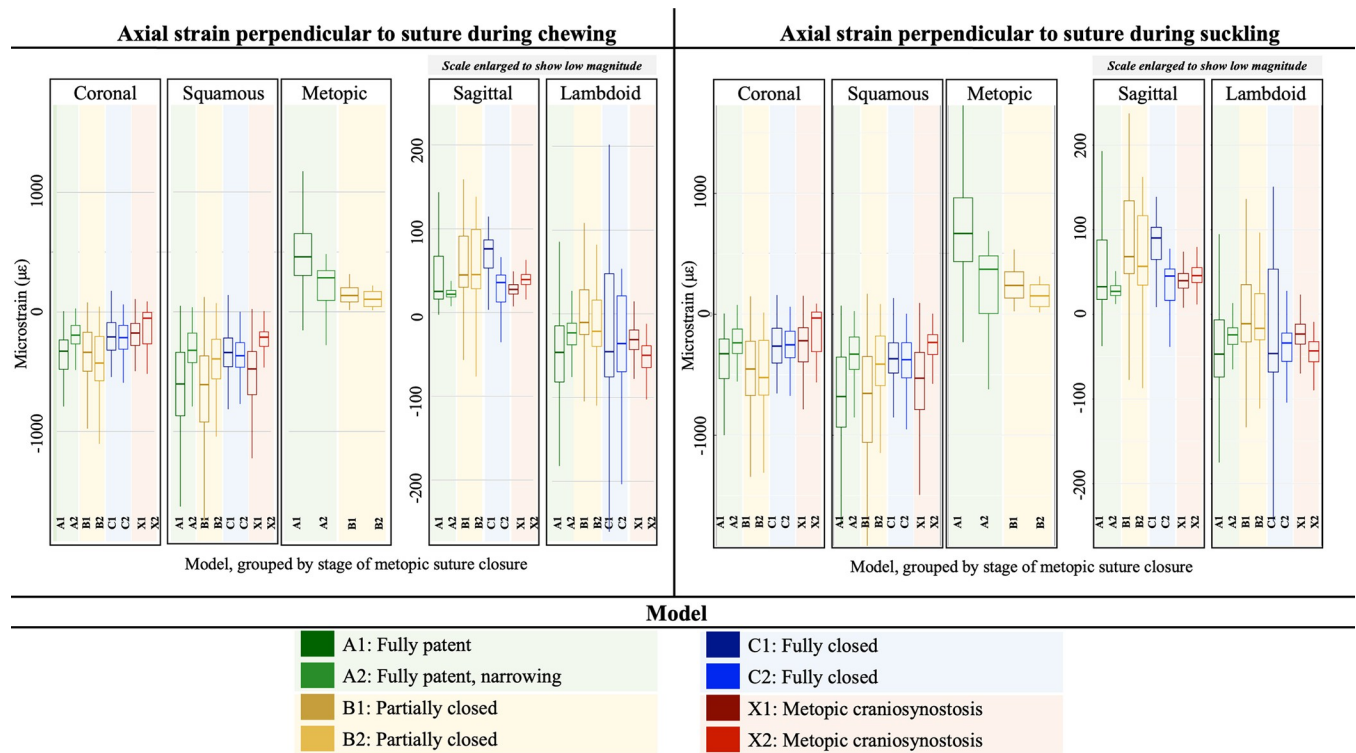 Axial strain perpendicular to suture during chewing
Axial strain perpendicular to suture during suckling
Scale enlarged to show low magnitude
Coronal
Squamous
Metopic
Sagittal
Lambdoid
Microstrain (με)
1000
0
-1000
200
100
0
-100
-200
A1 A2 B1 B2 C1 C2 X1 X2
A1 A2 B1 B2 C1 C2 X1 X2
A1 A2 B1 B2
A1 A2 B1 B2 C1 C2 X1 X2
A1 A2 B1 B2 C1 C2 X1 X2
Model, grouped by stage of metopic suture closure
Scale enlarged to show low magnitude
Coronal
Squamous
Metopic
Sagittal
Lambdoid
Microstrain (με)
1000
0
-1000
200
100
0
-100
-200
A1 A2 B1 B2 C1 C2 X1 X2
A1 A2 B1 B2 C1 C2 X1 X2
A1 A2 B1 B2
A1 A2 B1 B2 C1 C2 X1 X2
A1 A2 B1 B2 C1 C2 X1 X2
Model, grouped by stage of metopic suture closure
Model
A1: Fully patent
A2: Fully patent, narrowing
B1: Partially closed
B2: Partially closed
C1: Fully closed
C2: Fully closed
X1: Metopic craniosynostosis
X2: Metopic craniosynostosis